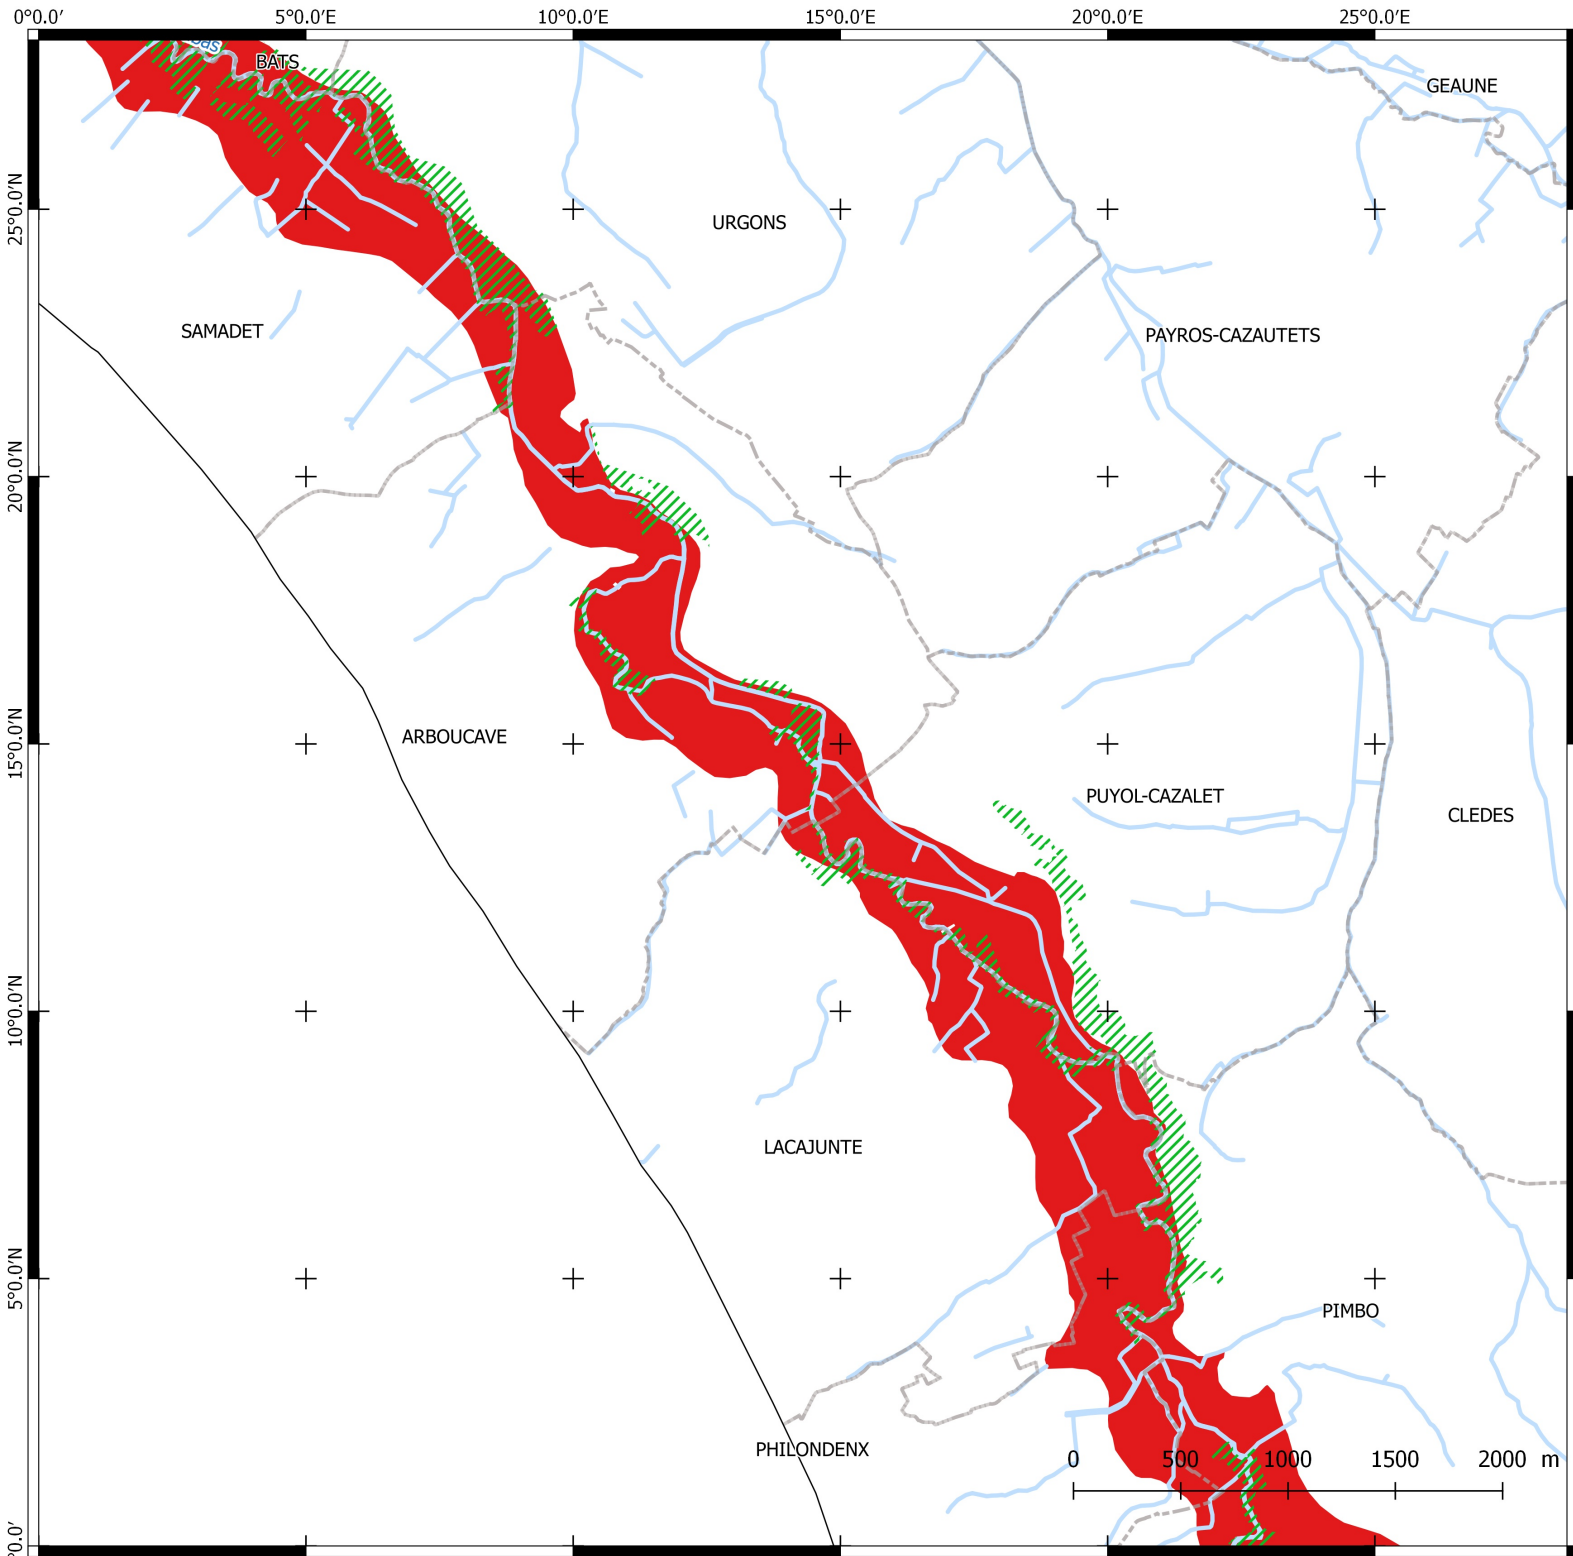 0°0.0′ 5°0.0′E 10°0.0′E 15°0.0′E 20°0.0′E 25°0.0′E
BATS
GEAUNE
25°0.0′N
URGONS
SAMADET
PAYROS-CAZAUTETS
20°0.0′N
15°0.0′N
ARBOUCAVE
PUYOL-CAZALET
CLEDES
10°0.0′N
LACAJUNTE
5°0.0′N
PIMBO
PHILONDENX
0 500 1000 1500 2000 m